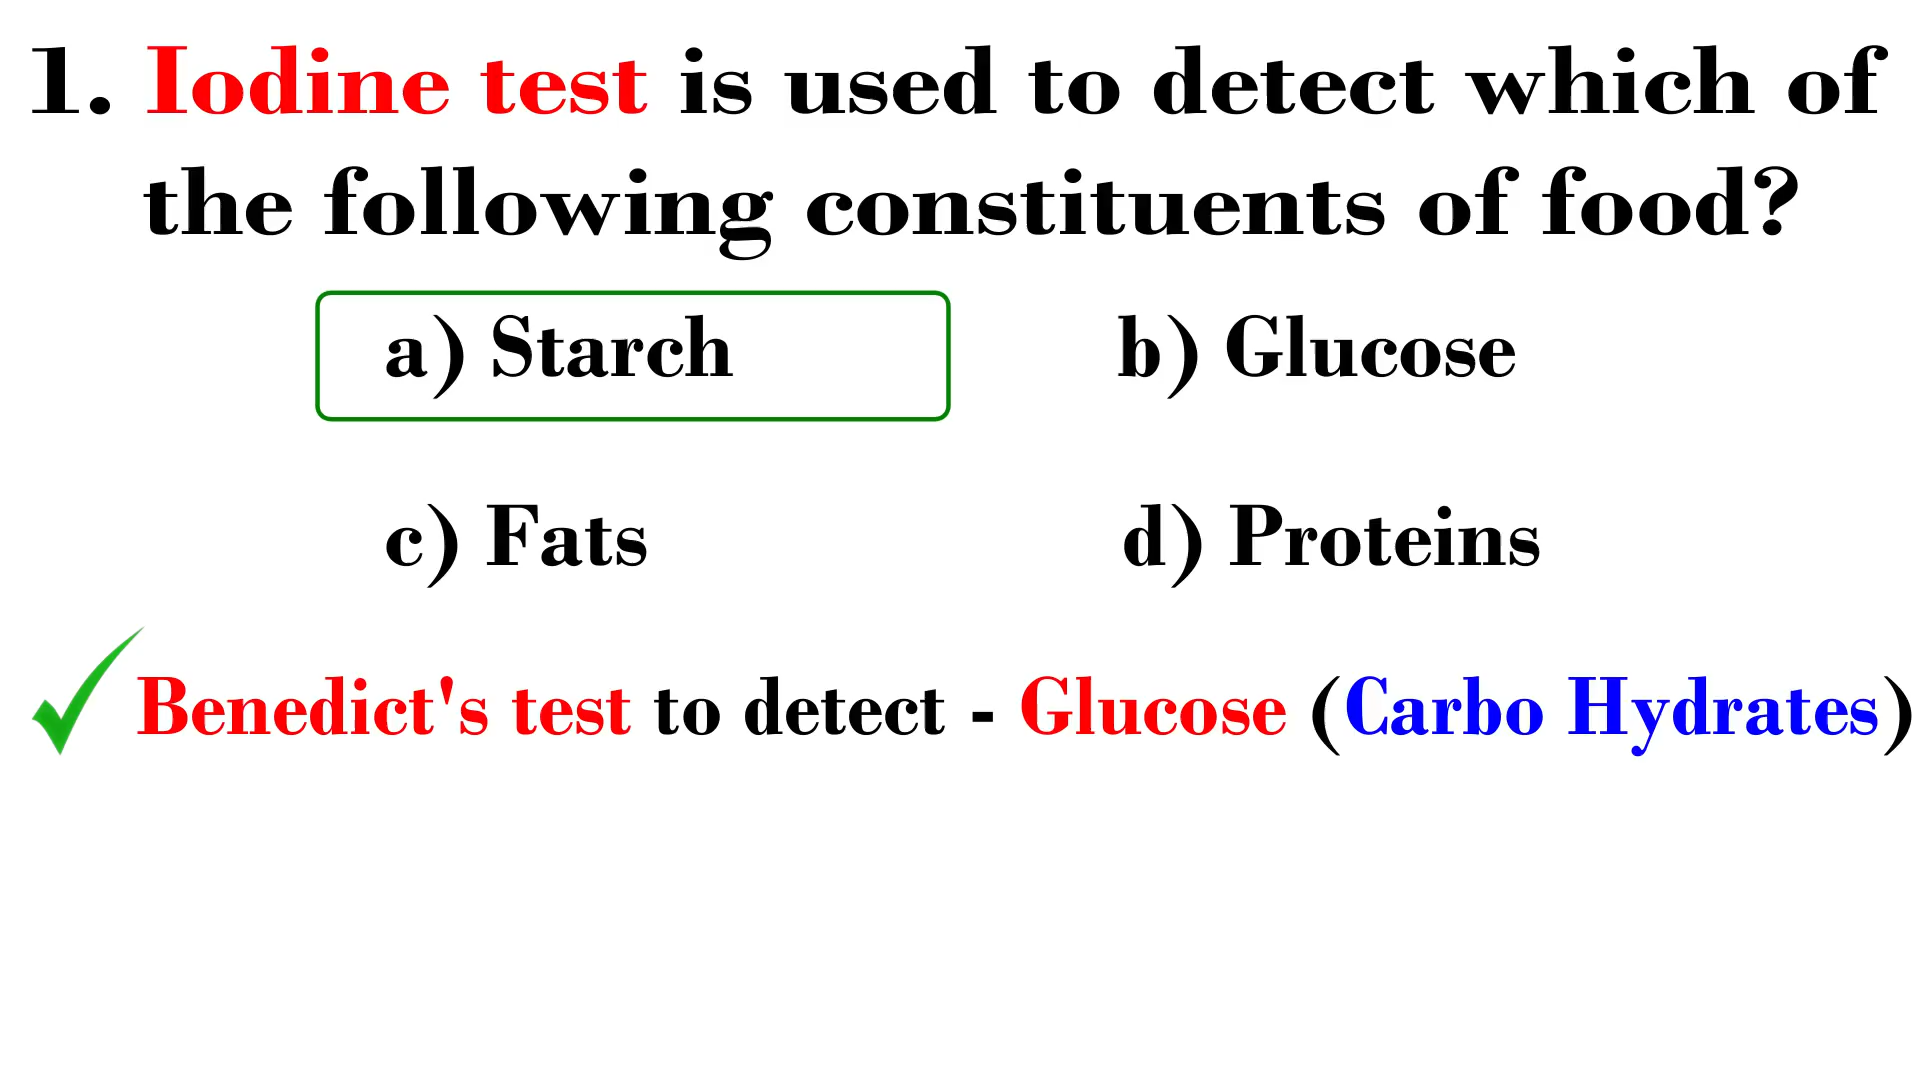 1. Iodine test is used to detect which of
the following constituents of food?
a) Starch
b) Glucose
c) Fats
d) Proteins
Benedict's test to detect - Glucose (Carbo Hydrates)